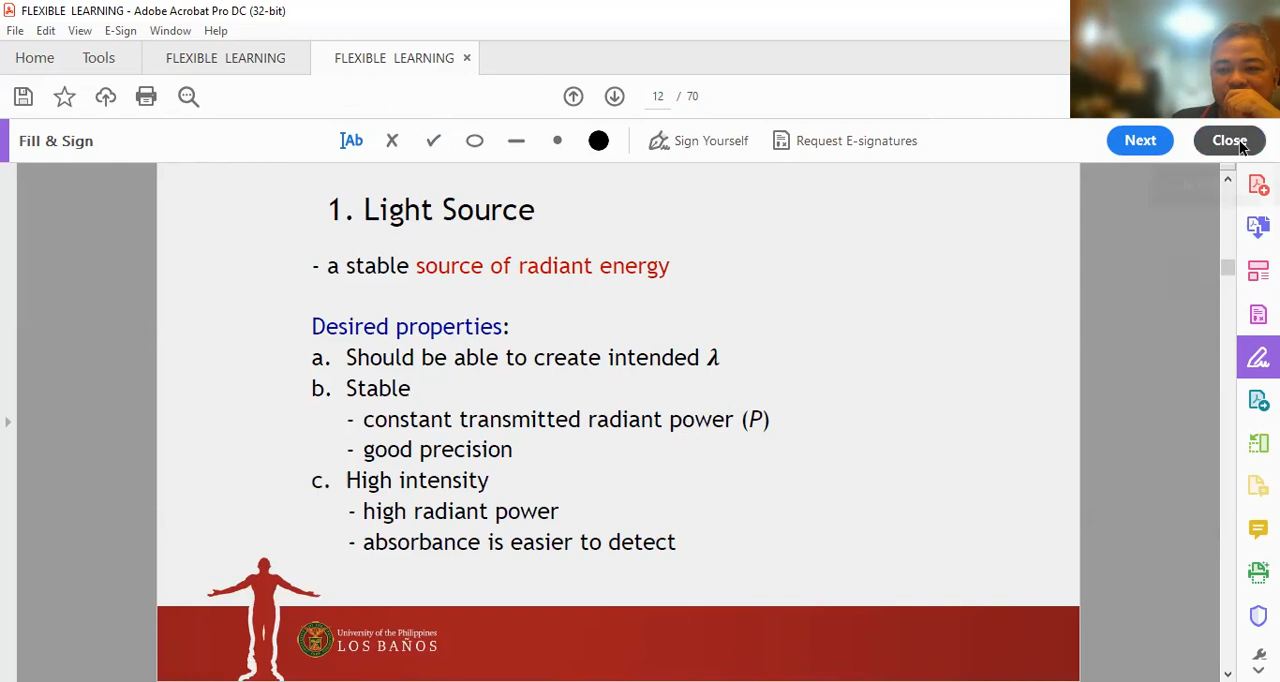 FLEXIBLE LEARNING - Adobe Acrobat Pro DC (32-bit)
File Edit View E-Sign Window Help
Home Tools FLEXIBLE LEARNING FLEXIBLE LEARNING ×
12 / 70
Fill & Sign Ab Sign Yourself Request E-signatures Next Close
1. Light Source
- a stable source of radiant energy
Desired properties:
a. Should be able to create intended λ
b. Stable
- constant transmitted radiant power (P)
- good precision
c. High intensity
- high radiant power
- absorbance is easier to detect
University of the Philippines
LOS BAÑOS